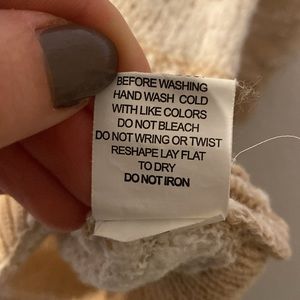 BEFORE WASHING
HAND WASH COLD
WITH LIKE COLORS
DO NOT BLEACH
DO NOT WRING OR TWIST
RESHAPE LAY FLAT
TO DRY
DO NOT IRON